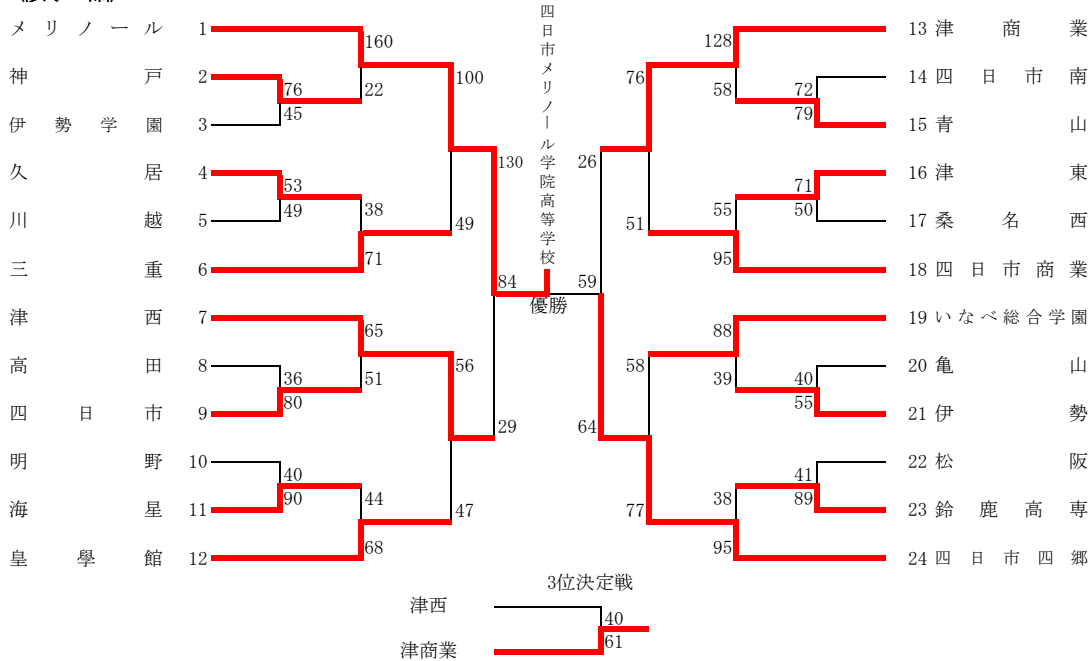 メリノール 1
神戸 2
伊勢学園 3
久居 4
川越 5
三重 6
津西 7
高田 8
四日市 9
明野 10
海星 11
皇學館 12
160
22
76
45
53
49
38
71
65
51
36
80
40
90
44
68
100
49
56
47
130
29
84
四日市メリノール学院高等学校
優勝
59
26
64
76
51
58
77
128
58
72
79
71
50
55
95
88
39
40
55
41
89
38
95
13 津商業
14 四日市南
15 青山
16 津東
17 桑名西
18 四日市商業
19 いなべ総合学園
20 亀山
21 伊勢
22 松阪
23 鈴鹿高専
24 四日市四郷
3位決定戦
津西
40
津商業
61